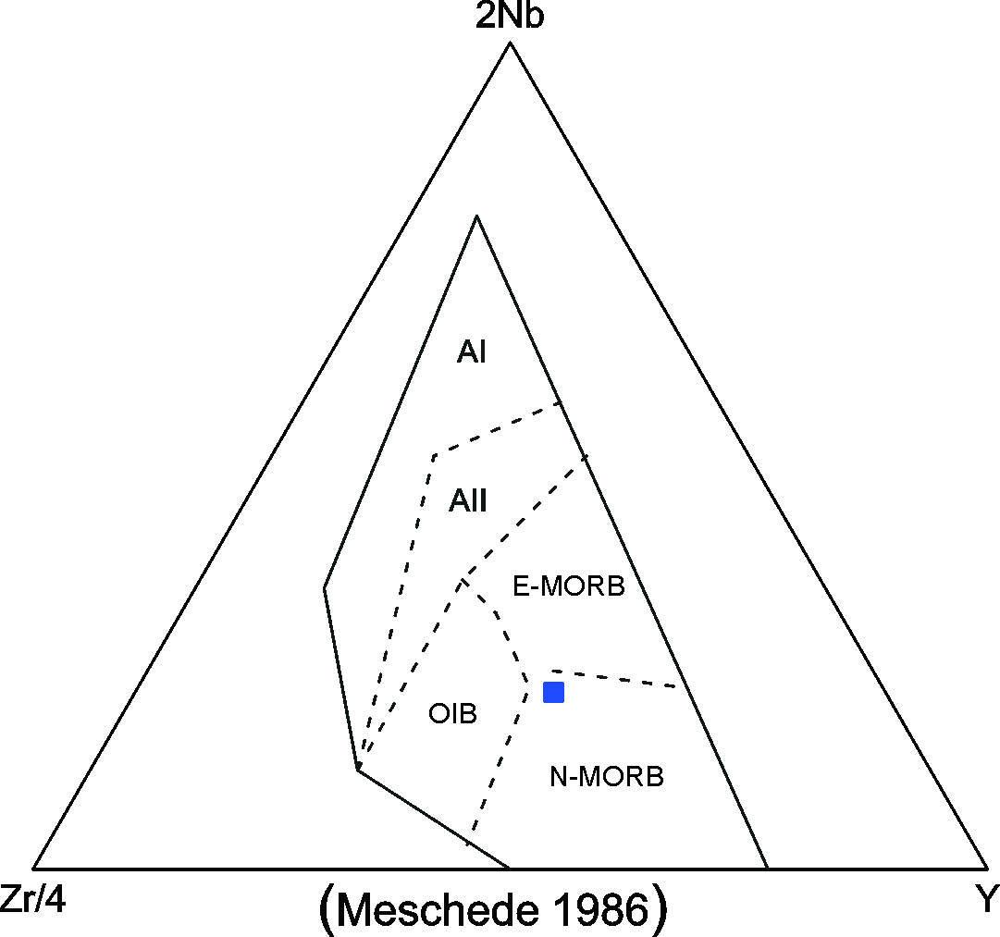 2Nb
AI
AII
E-MORB
OIB
N-MORB
Zr/4
Y
(Meschede 1986)